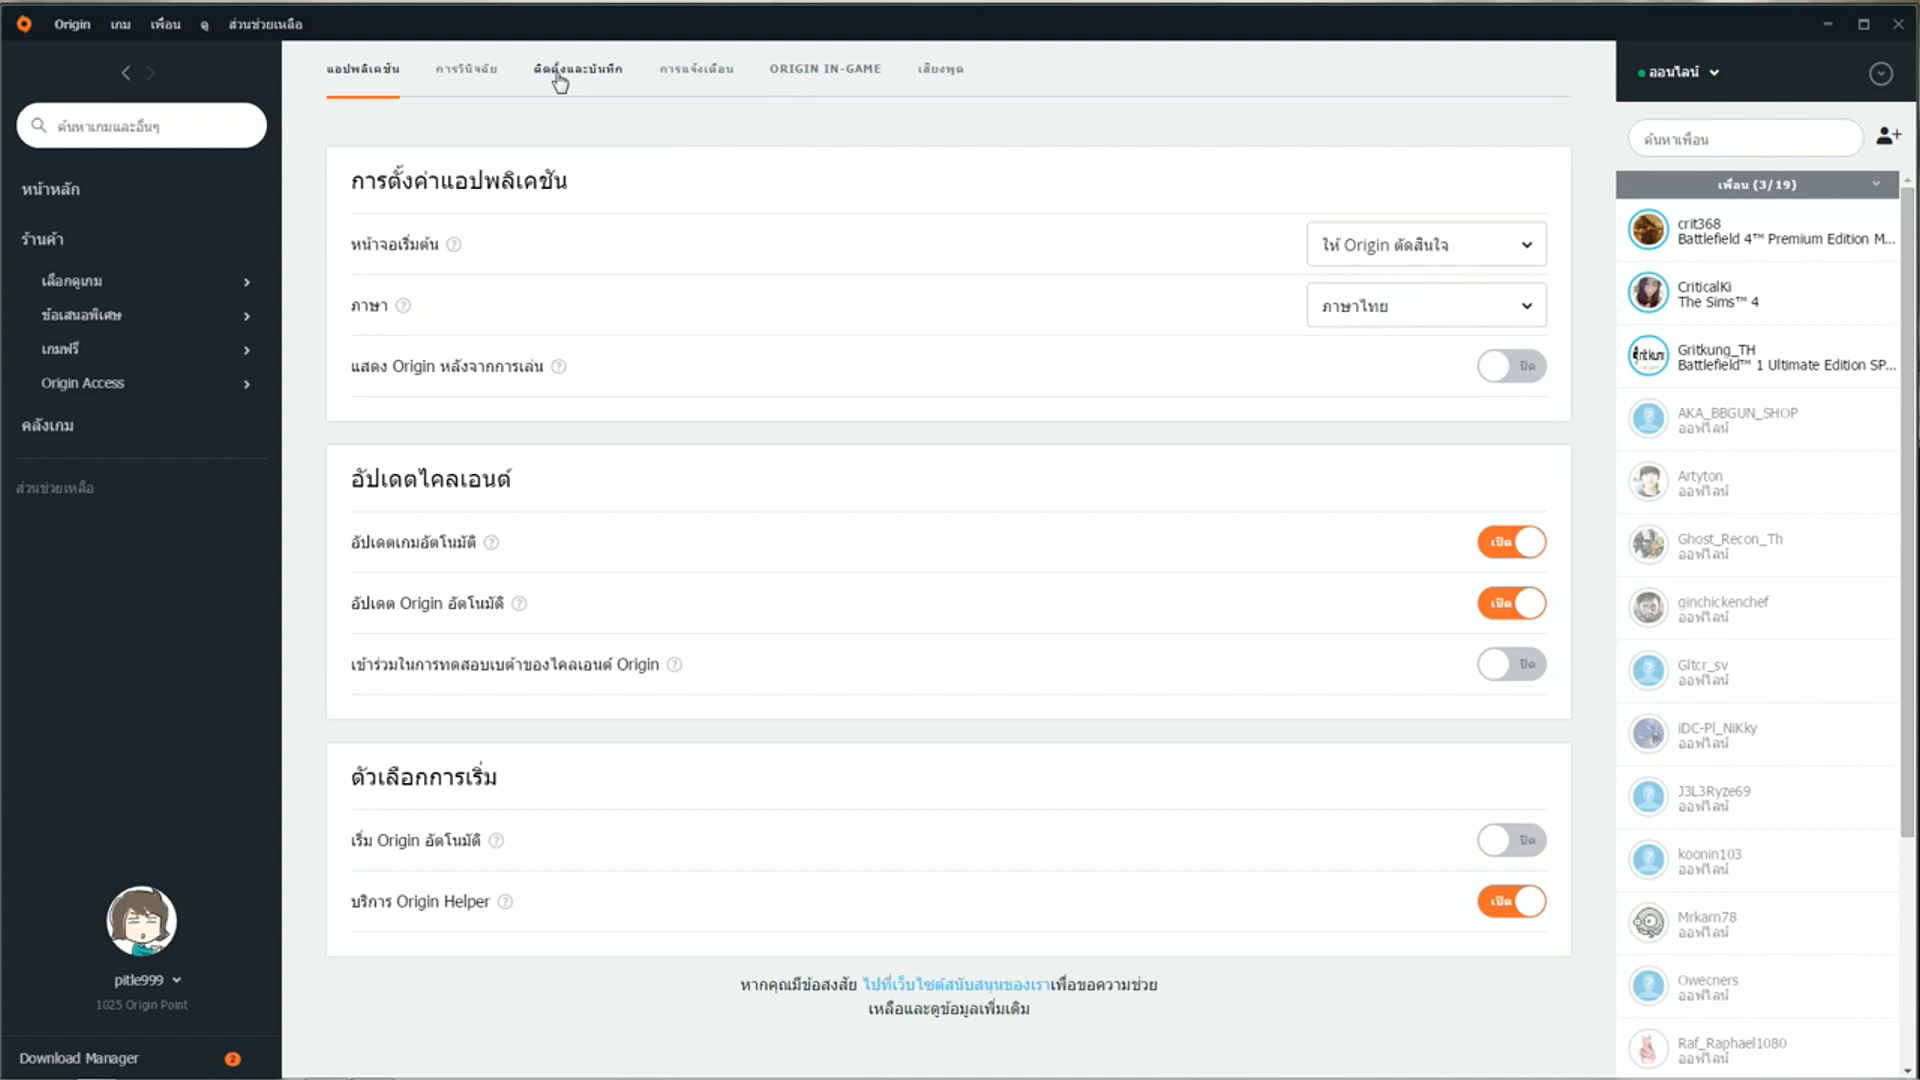 Origin เกม เพื่อน ดู ส่วนช่วยเหลือ
ค้นหาเกมและอื่นๆ
หน้าหลัก
ร้านค้า
เลือกดูเกม
ข้อเสนอพิเศษ
เกมฟรี
Origin Access
คลังเกม
ส่วนช่วยเหลือ
pitle999
1025 Origin Point
Download Manager 2
แอปพลิเคชัน การวินิจฉัย ติดตั้งและบันทึก การแจ้งเตือน ORIGIN IN-GAME เสียงพูด
การตั้งค่าแอปพลิเคชัน
หน้าจอเริ่มต้น ? ให้ Origin ตัดสินใจ
ภาษา ? ภาษาไทย
แสดง Origin หลังจากการเล่น ? ปิด
อัปเดตไคลเอนต์
อัปเดตเกมอัตโนมัติ ? เปิด
อัปเดต Origin อัตโนมัติ ? เปิด
เข้าร่วมในการทดสอบเบต้าของไคลเอนต์ Origin ? ปิด
ตัวเลือกการเริ่ม
เริ่ม Origin อัตโนมัติ ? ปิด
บริการ Origin Helper ? เปิด
หากคุณมีข้อสงสัย ไปที่เว็บไซต์สนับสนุนของเราเพื่อขอความช่วย
เหลือและดูข้อมูลเพิ่มเติม
ออนไลน์
ค้นหาเพื่อน
เพื่อน (3/19)
crit368
Battlefield 4™ Premium Edition M...
CriticalKi
The Sims™ 4
Gritkung_TH
Battlefield™ 1 Ultimate Edition SP...
AKA_BBGUN_SHOP
ออฟไลน์
Artyton
ออฟไลน์
Ghost_Recon_Th
ออฟไลน์
ginchickenchef
ออฟไลน์
Gltcr_sv
ออฟไลน์
iDC-Pl_NiKky
ออฟไลน์
J3L3Ryze69
ออฟไลน์
koonin103
ออฟไลน์
Mrkarn78
ออฟไลน์
Owecners
ออฟไลน์
Raf_Raphael1080
ออฟไลน์